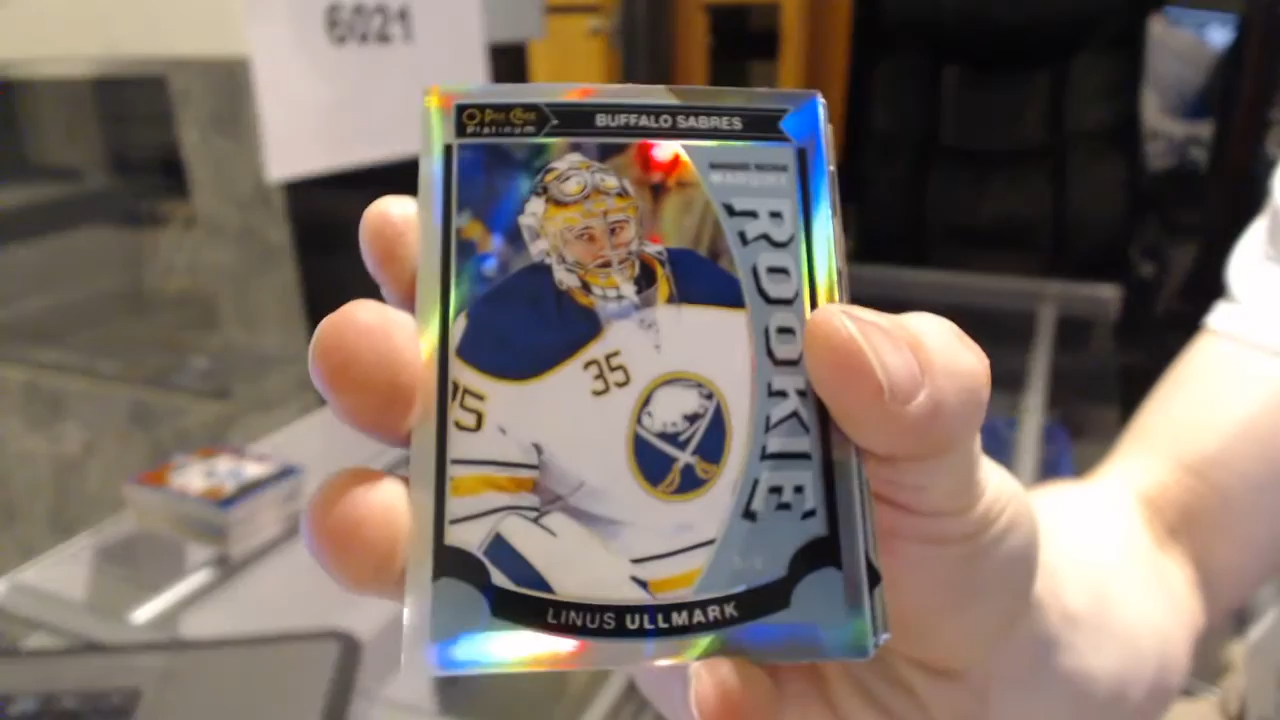 6021
O-Pee-Chee
Platinum
BUFFALO SABRES
MARQUEE
ROOKIE
35
35
LINUS ULLMARK